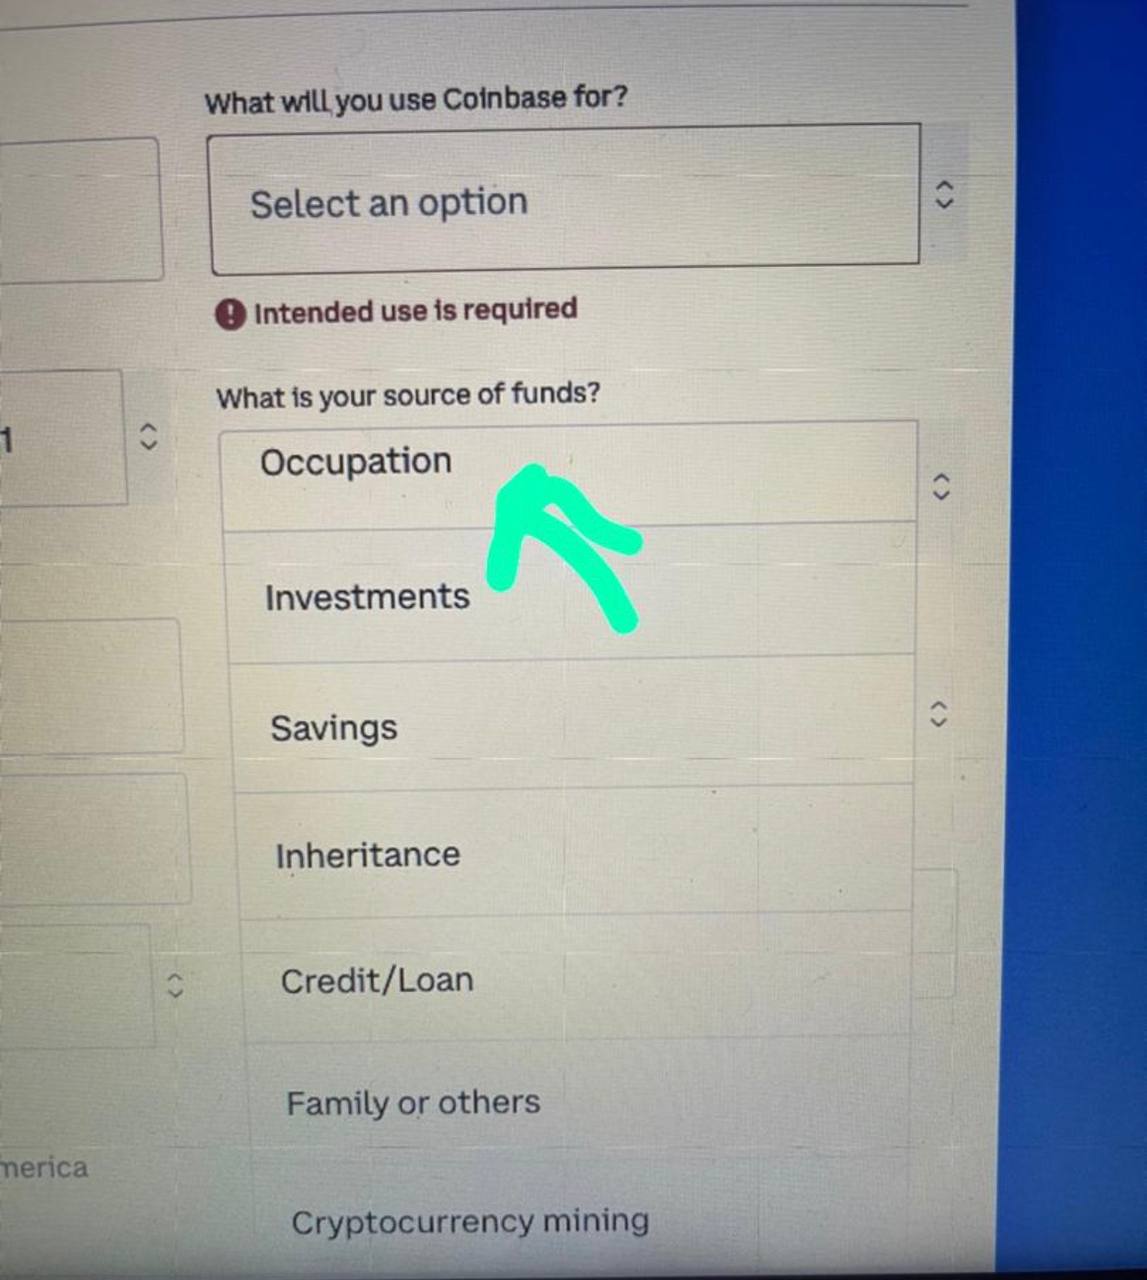 What will you use Coinbase for?
Select an option
Intended use is required
What is your source of funds?
1
Occupation
Investments
Savings
Inheritance
Credit/Loan
Family or others
merica
Cryptocurrency mining